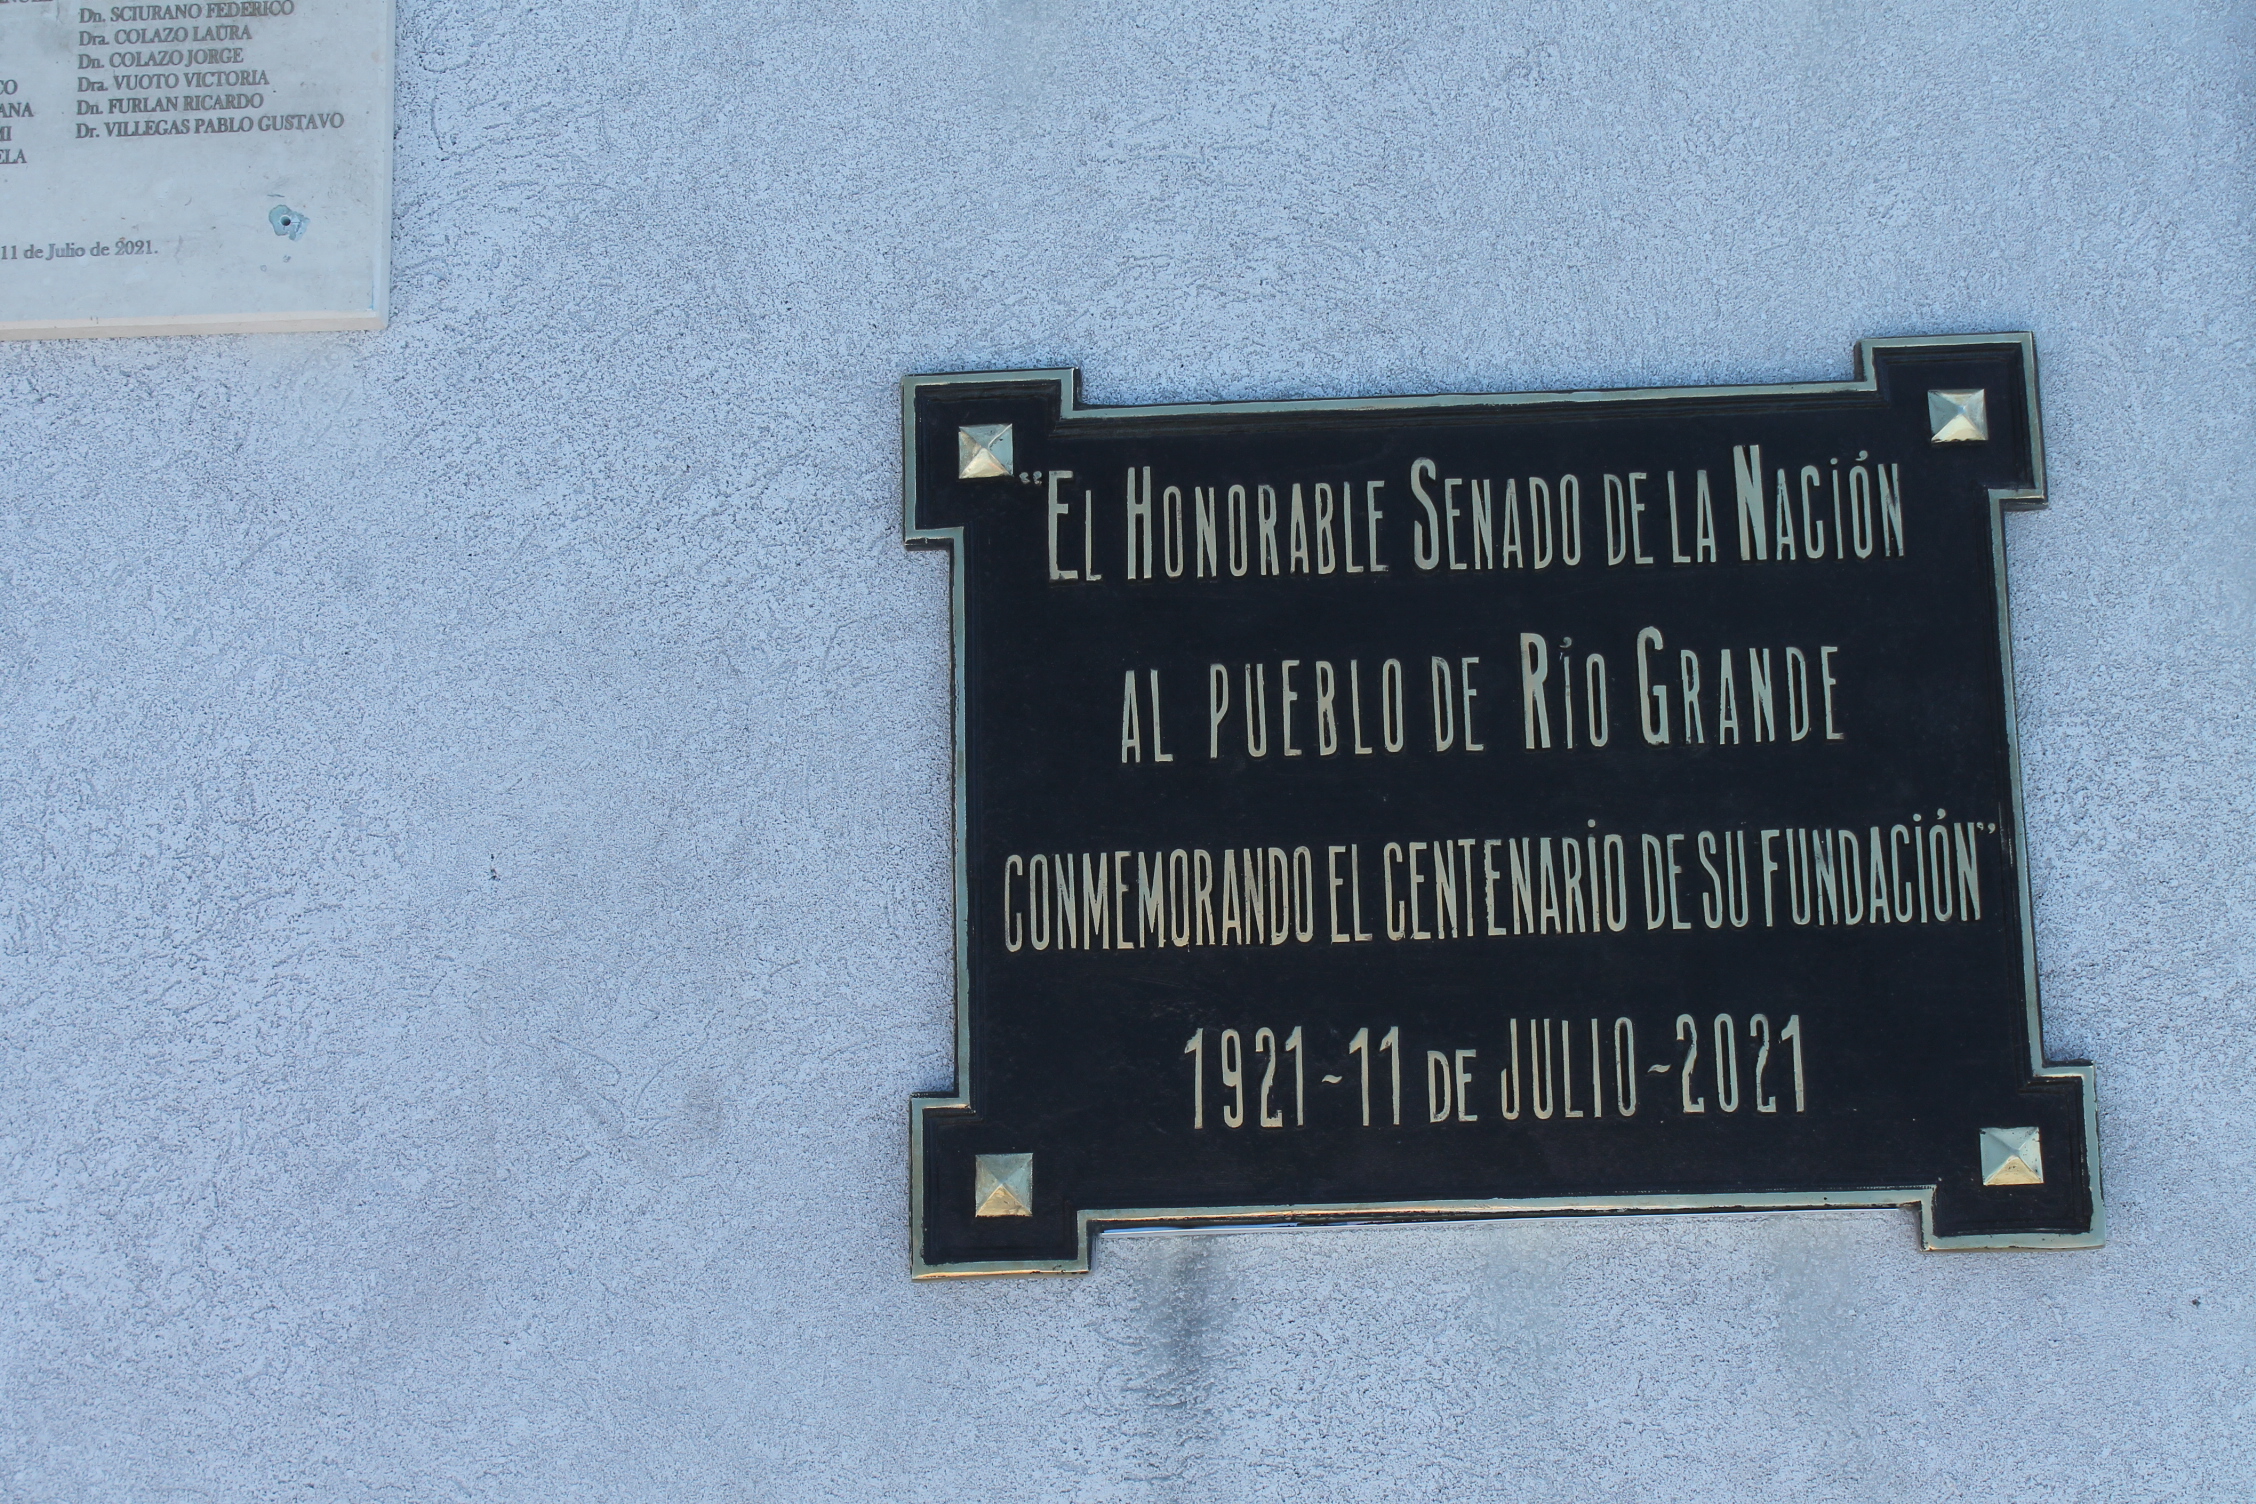 Dn. SCIURANO FEDERICO
Dra. COLAZO LAURA
Dn. COLAZO JORGE
Dra. VUOTO VICTORIA
Dn. FURLAN RICARDO
Dr. VILLEGAS PABLO GUSTAVO
11 de Julio de 2021.
"EL HONORABLE SENADO DE LA NACIÓN
AL PUEBLO DE RÍO GRANDE
CONMEMORANDO EL CENTENARIO DE SU FUNDACIÓN"
1921-11 DE JULIO-2021